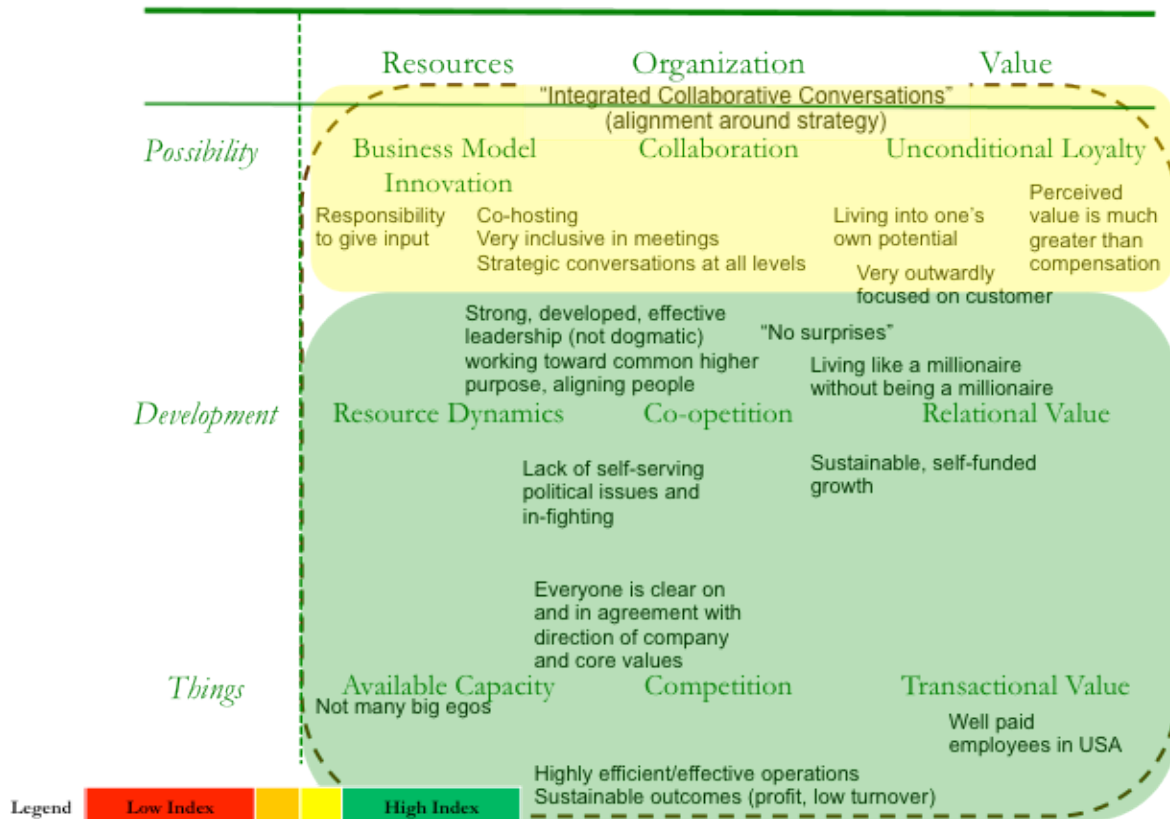 Resources Organization Value
“Integrated Collaborative Conversations”
(alignment around strategy)
Possibility
Business Model
Innovation
Collaboration
Unconditional Loyalty
Responsibility
to give input
Co-hosting
Very inclusive in meetings
Strategic conversations at all levels
Living into one’s
own potential
Perceived
value is much
greater than
compensation
Very outwardly
focused on customer
Strong, developed, effective
leadership (not dogmatic)
working toward common higher
purpose, aligning people
“No surprises”
Living like a millionaire
without being a millionaire
Development
Resource Dynamics
Co-opetition
Relational Value
Lack of self-serving
political issues and
in-fighting
Sustainable, self-funded
growth
Everyone is clear on
and in agreement with
direction of company
and core values
Things
Available Capacity
Competition
Transactional Value
Not many big egos
Well paid
employees in USA
Highly efficient/effective operations
Sustainable outcomes (profit, low turnover)
Legend Low Index High Index